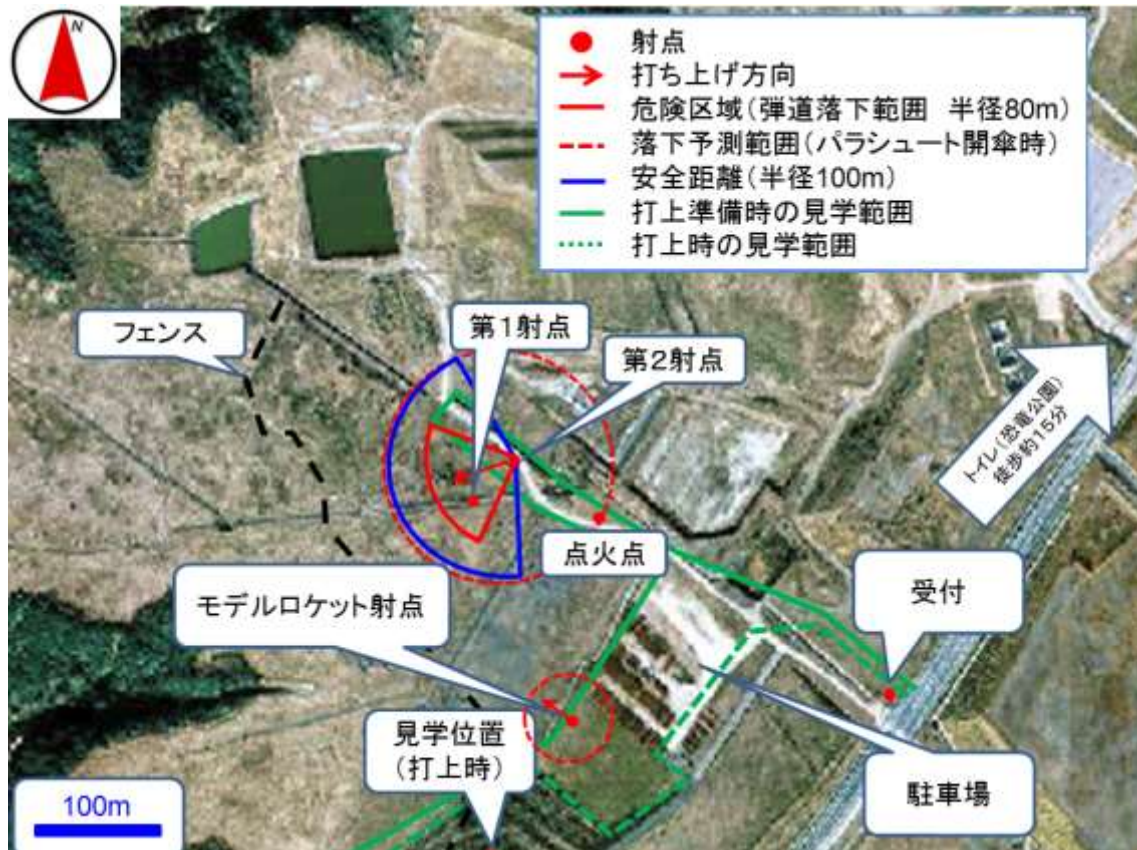 N
射点
打ち上げ方向
危険区域(弾道落下範囲 半径80m)
落下予測範囲(パラシュート開傘時)
安全距離(半径100m)
打上準備時の見学範囲
打上時の見学範囲
フェンス
第1射点
第2射点
トイレ(恐竜公園)
徒歩約15分
点火点
モデルロケット射点
受付
見学位置
(打上時)
駐車場
100m